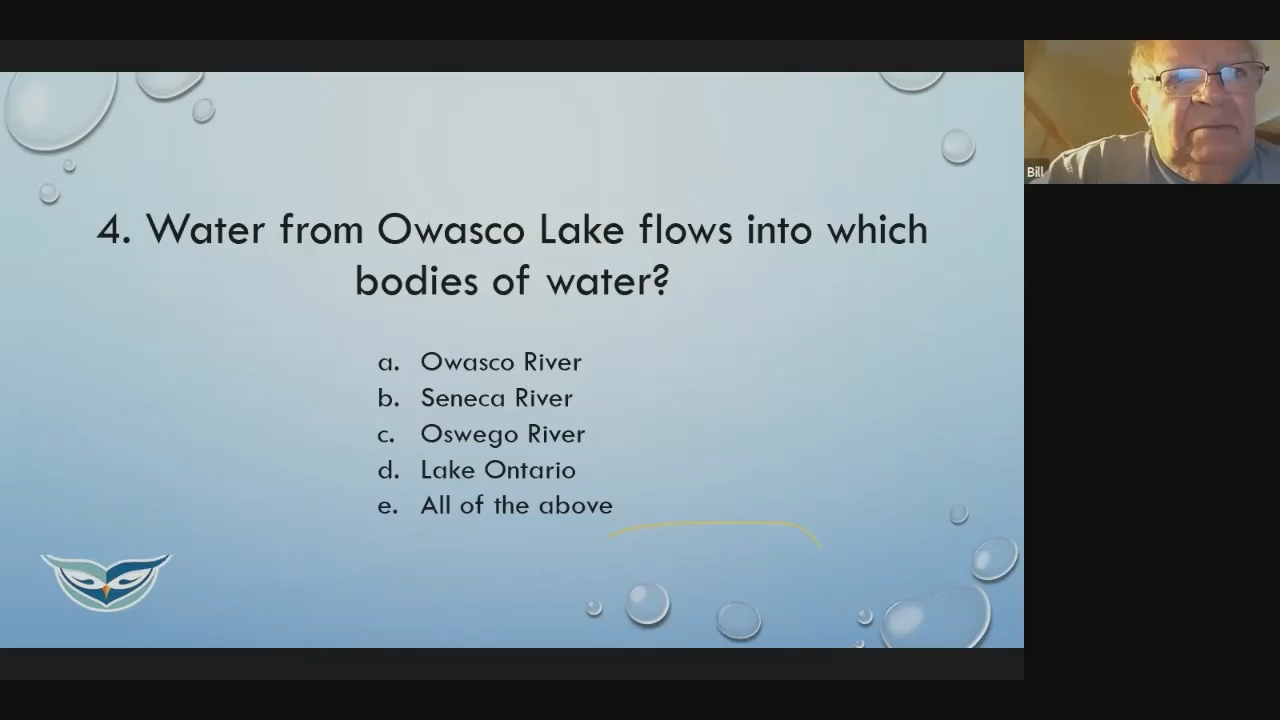 4. Water from Owasco Lake flows into which
bodies of water?
a. Owasco River
b. Seneca River
c. Oswego River
d. Lake Ontario
e. All of the above
Bill